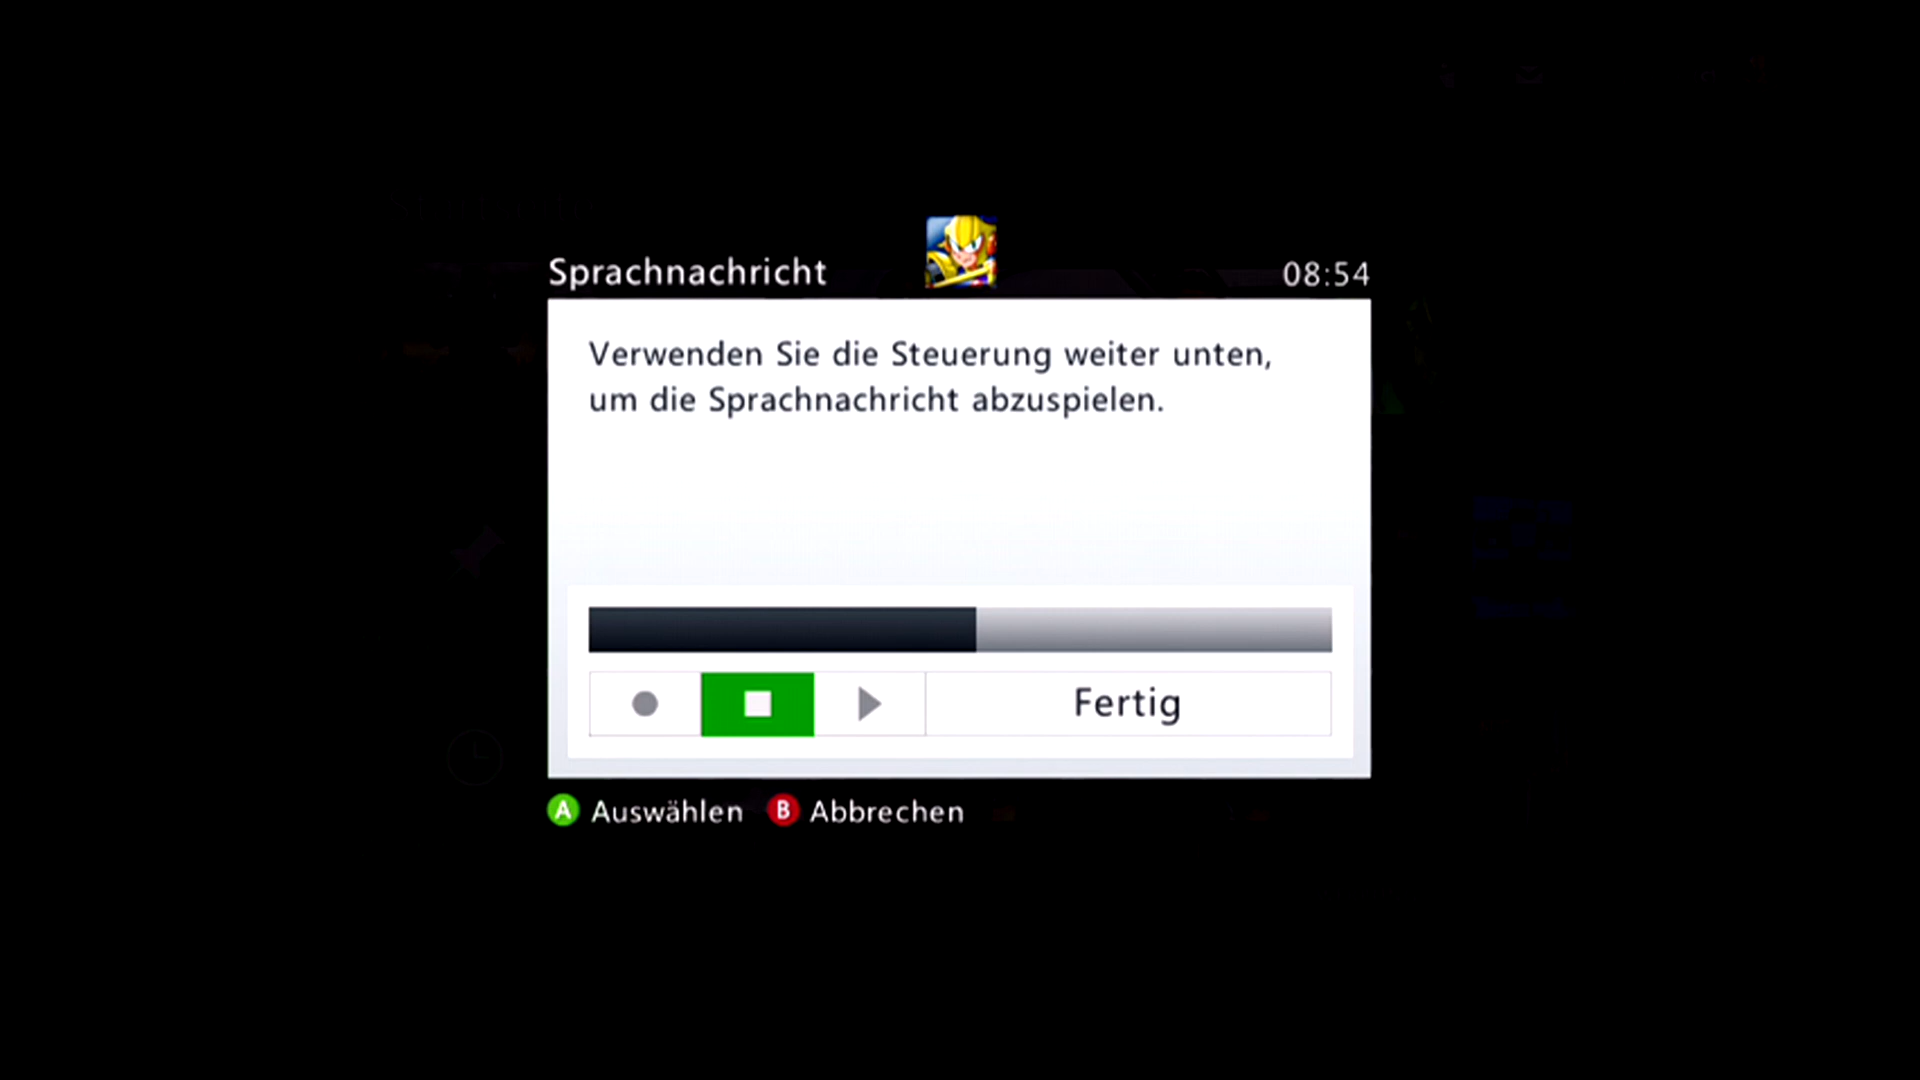 Sprachnachricht
08:54
Verwenden Sie die Steuerung weiter unten,
um die Sprachnachricht abzuspielen.
Fertig
A Auswählen B Abbrechen